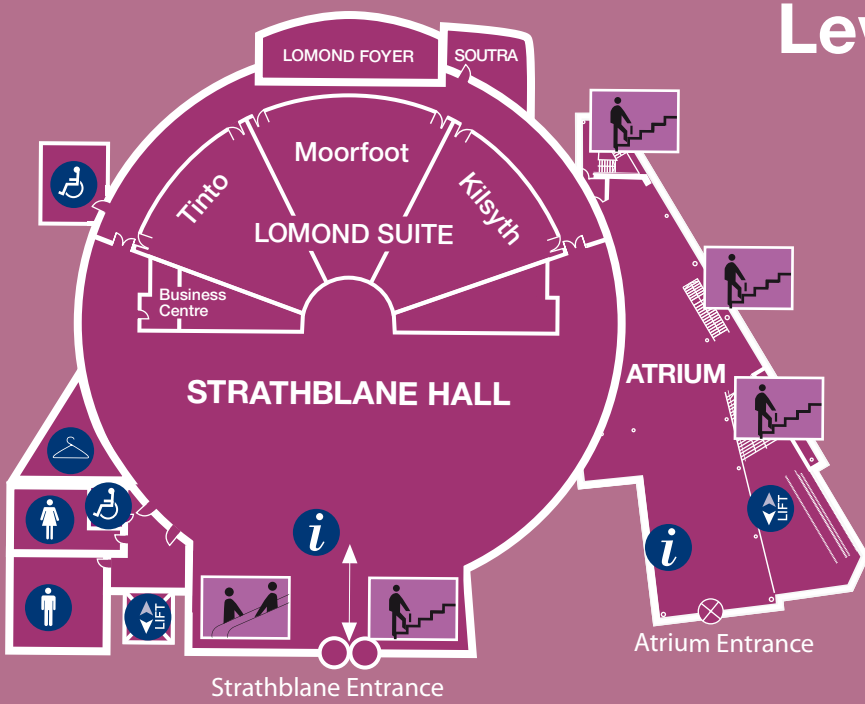 Lev
LOMOND FOYER
SOUTRA
Moorfoot
Tinto
Kilsyth
LOMOND SUITE
Business
Centre
STRATHBLANE HALL
ATRIUM
i
i
LIFT
LIFT
Atrium Entrance
Strathblane Entrance